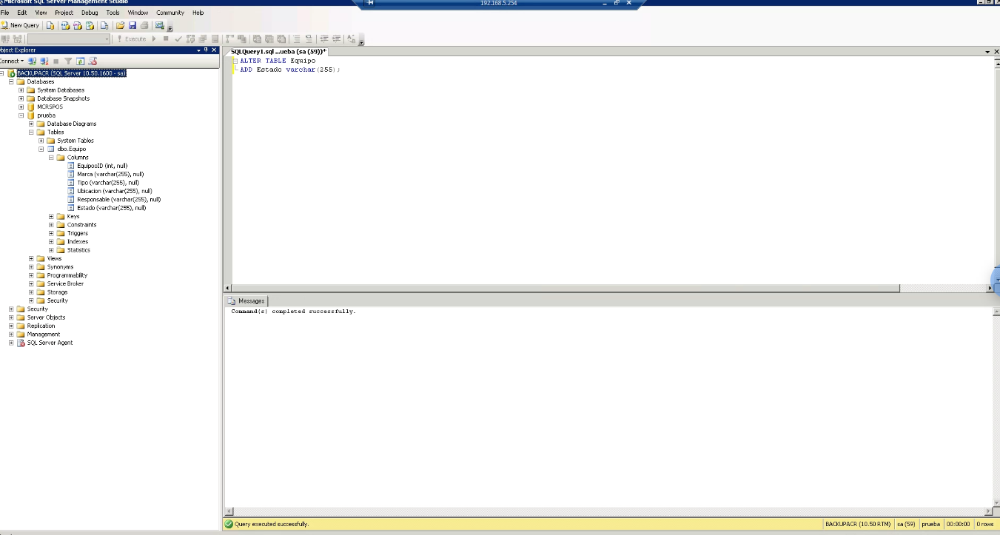 Microsoft SQL Server Management Studio
192.168.5.254
File Edit View Project Debug Tools Window Community Help
New Query
Execute
bject Explorer
onnect
BACKUPACR (SQL Server 10.50.1600 - sa)
Databases
System Databases
Database Snapshots
MCRSPOS
prueba
Database Diagrams
Tables
System Tables
dbo.Equipo
Columns
EquipooID (int, null)
Marca (varchar(255), null)
Tipo (varchar(255), null)
Ubicacion (varchar(255), null)
Responsable (varchar(255), null)
Estado (varchar(255), null)
Keys
Constraints
Triggers
Indexes
Statistics
Views
Synonyms
Programmability
Service Broker
Storage
Security
Security
Server Objects
Replication
Management
SQL Server Agent
SQLQuery1.sql ...ueba (sa (59))*
ALTER TABLE Equipo
ADD Estado varchar(255);
Messages
Command(s) completed successfully.
Query executed successfully.
BACKUPACR (10.50 RTM) sa (59) prueba 00:00:00 0 rows